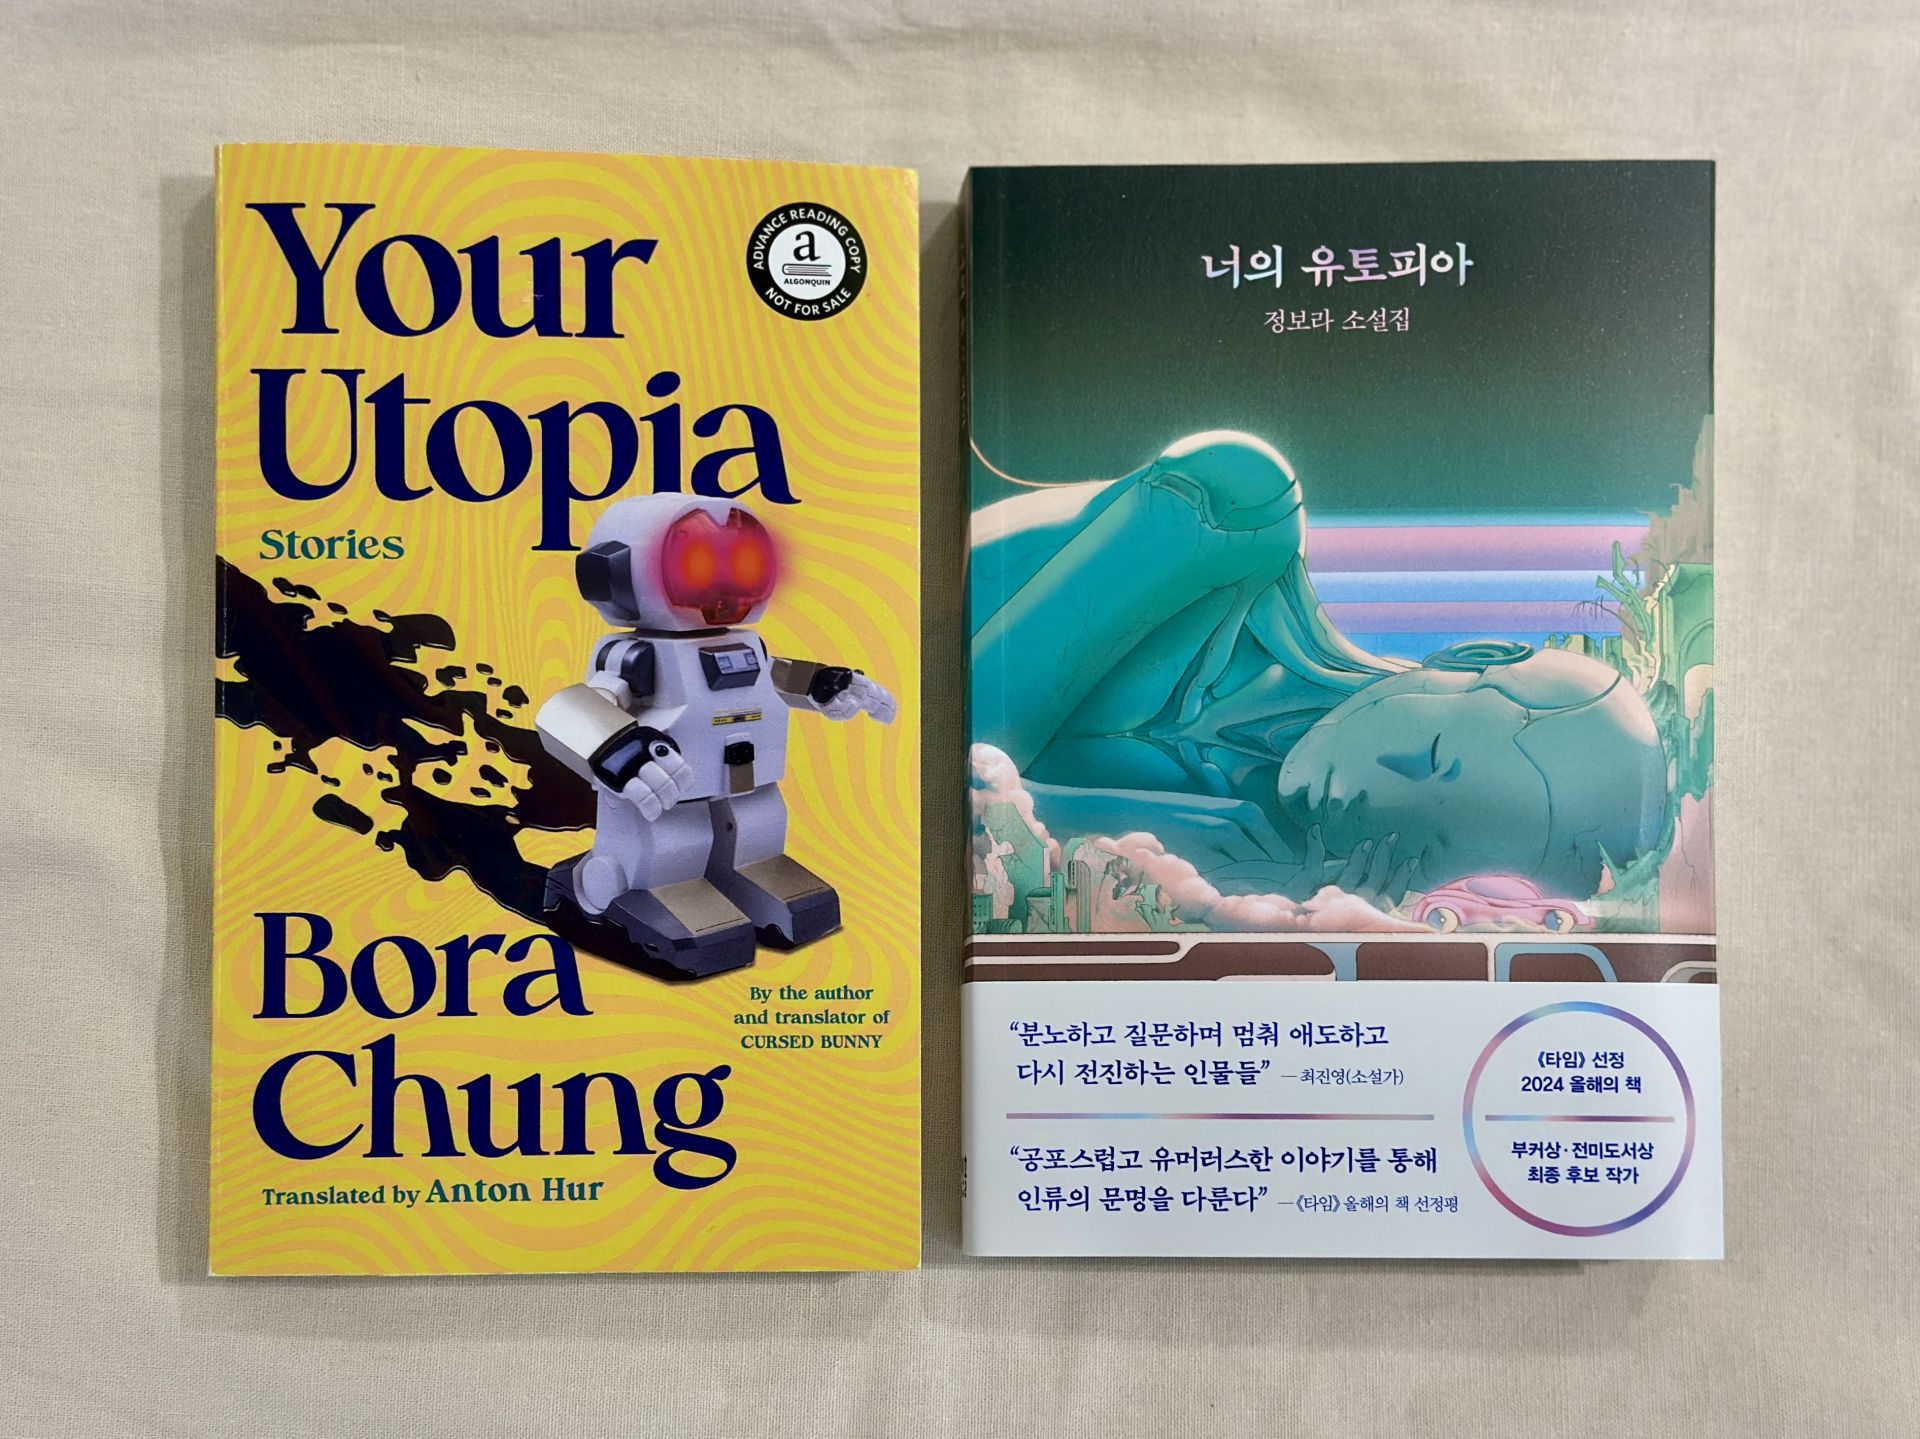 Your
Utopia
Stories
ADVANCE READING COPY
a
ALGONQUIN
NOT FOR SALE
Bora
Chung
By the author
and translator of
CURSED BUNNY
Translated by Anton Hur
너의 유토피아
정보라 소설집
“분노하고 질문하며 멈춰 애도하고
다시 전진하는 인물들” —최진영(소설가)
“공포스럽고 유머러스한 이야기를 통해
인류의 문명을 다룬다” —《타임》 올해의 책 선정평
《타임》 선정
2024 올해의 책
부커상·전미도서상
최종 후보 작가